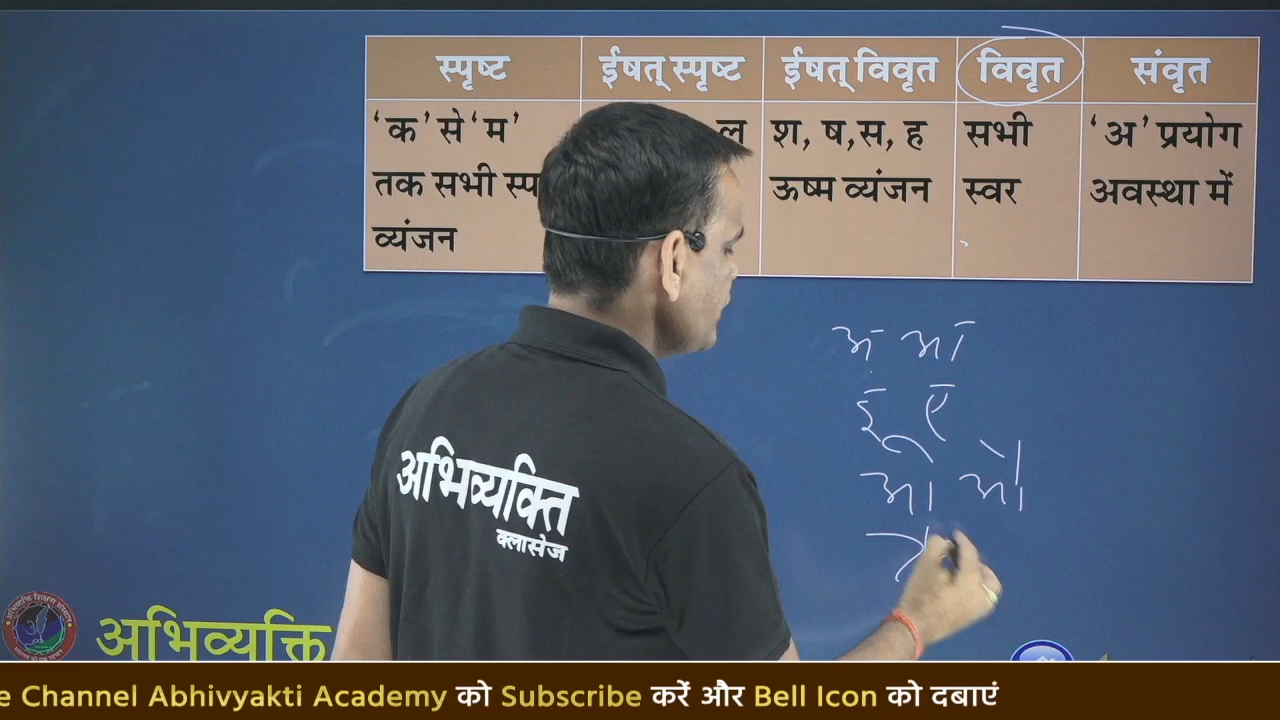 स्पृष्ट ईषत् स्पृष्ट ईषत् विवृत विवृत संवृत
‘क’ से ‘म’ ल श, ष,स, ह सभी ‘अ’ प्रयोग
तक सभी स्प ऊष्म व्यंजन स्वर अवस्था में
व्यंजन
अ आ
इ ए
अभिव्यक्ति
क्लासेज
अभिव्यक्ति
e Channel Abhivyakti Academy को Subscribe करें और Bell Icon को दबाएं